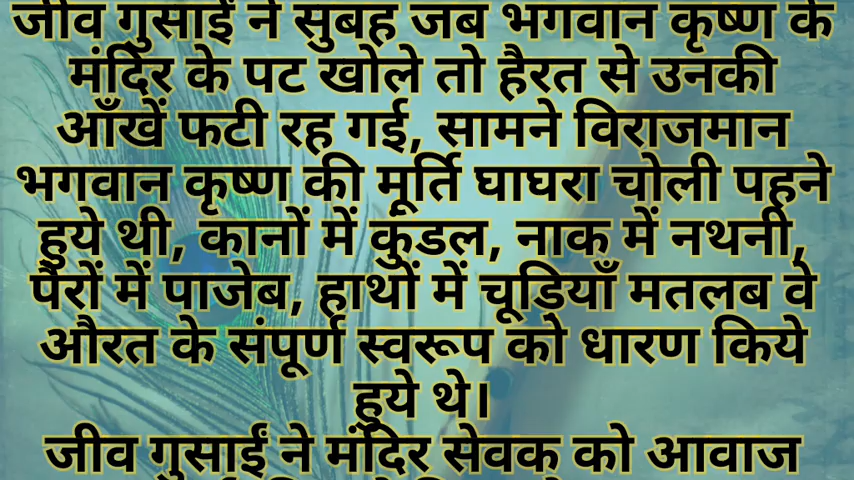 जीव गुसाईं ने सुबह जब भगवान कृष्ण के
मंदिर के पट खोले तो हैरत से उनकी
आँखें फटी रह गई, सामने विराजमान
भगवान कृष्ण की मूर्ति घाघरा चोली पहने
हुये थी, कानों में कुंडल, नाक में नथनी,
पैरों में पाजेब, हाथों में चूड़ियाँ मतलब वे
औरत के संपूर्ण स्वरूप को धारण किये
हुये थे।
जीव गुसाईं ने मंदिर सेवक को आवाज